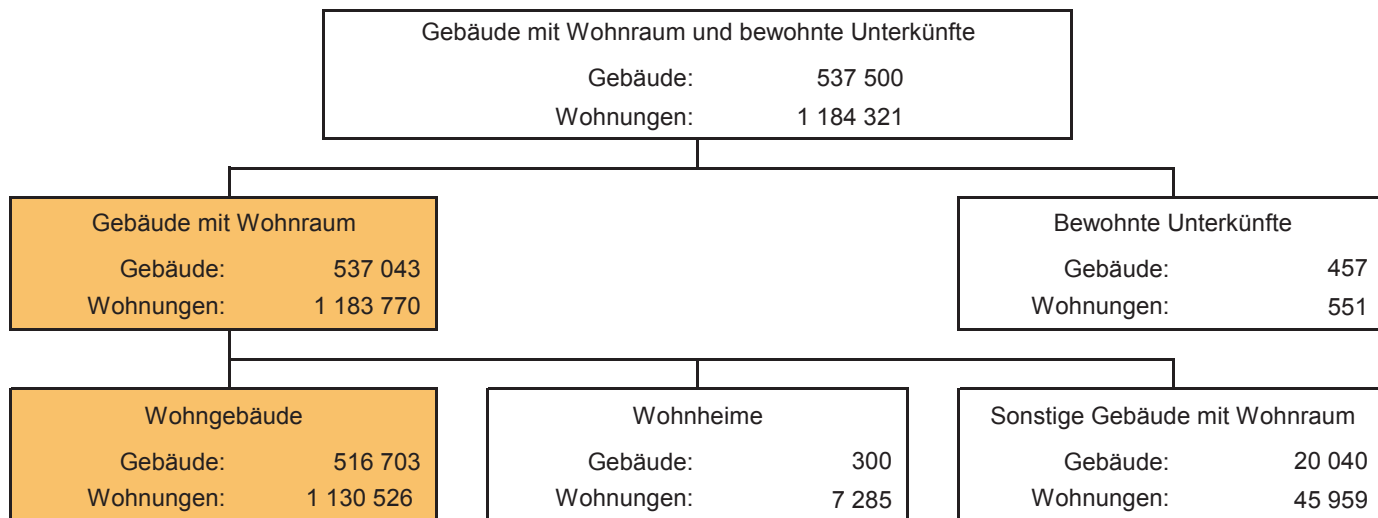 Gebäude mit Wohnraum und bewohnte Unterkünfte
Gebäude: 537 500
Wohnungen: 1 184 321
Gebäude mit Wohnraum
Gebäude: 537 043
Wohnungen: 1 183 770
Bewohnte Unterkünfte
Gebäude: 457
Wohnungen: 551
Wohngebäude
Gebäude: 516 703
Wohnungen: 1 130 526
Wohnheime
Gebäude: 300
Wohnungen: 7 285
Sonstige Gebäude mit Wohnraum
Gebäude: 20 040
Wohnungen: 45 959